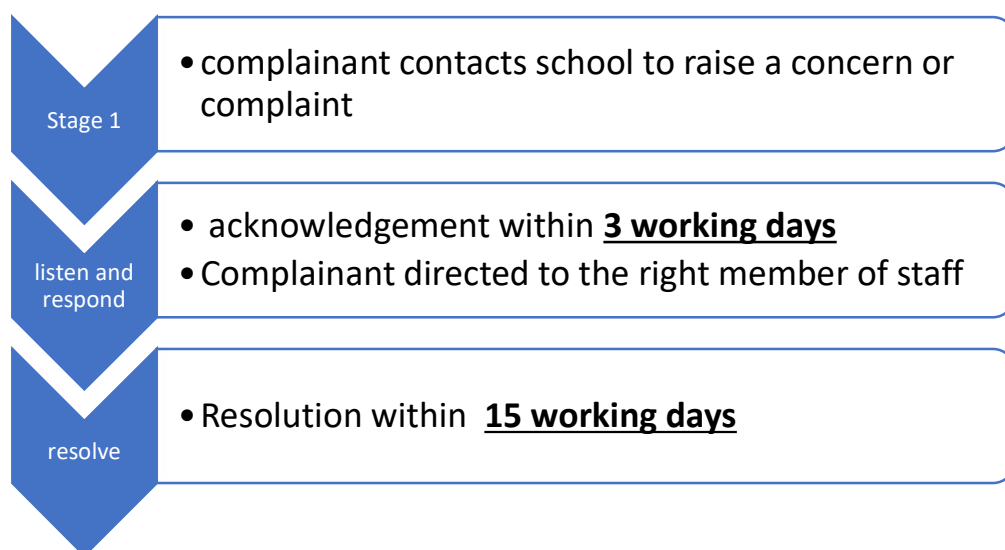 Stage 1
• complainant contacts school to raise a concern or
complaint
listen and
respond
• acknowledgement within 3 working days
• Complainant directed to the right member of staff
resolve
• Resolution within 15 working days